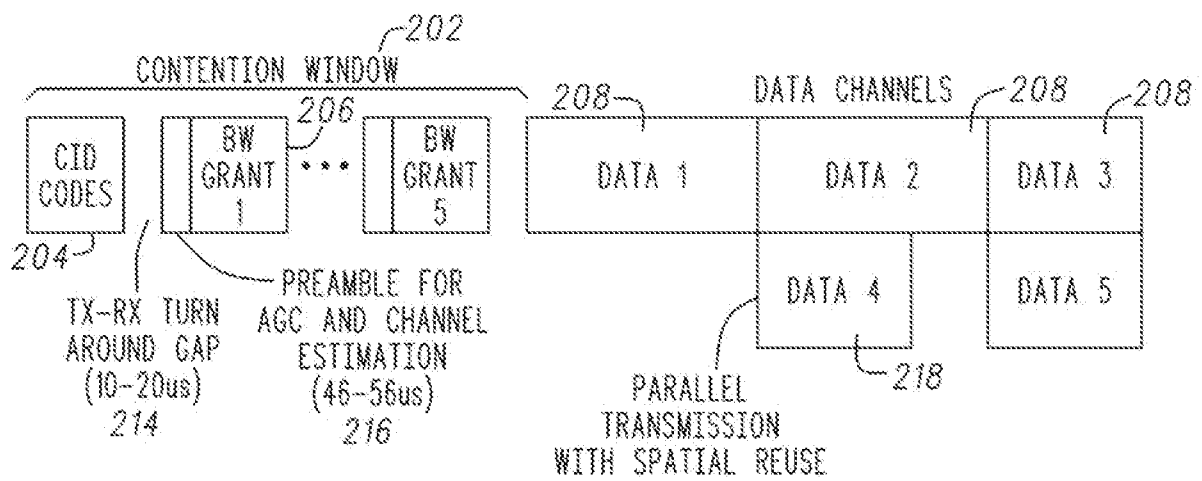 202
CONTENTION WINDOW
208
DATA CHANNELS
208
208
CID
CODES
BW
GRANT
1
206
•••
BW
GRANT
5
DATA 1
DATA 2
DATA 3
204
TX-RX TURN
AROUND GAP
(10-20us)
214
PREAMBLE FOR
AGC AND CHANNEL
ESTIMATION
(46-56us)
216
DATA 4
DATA 5
218
PARALLEL
TRANSMISSION
WITH SPATIAL REUSE